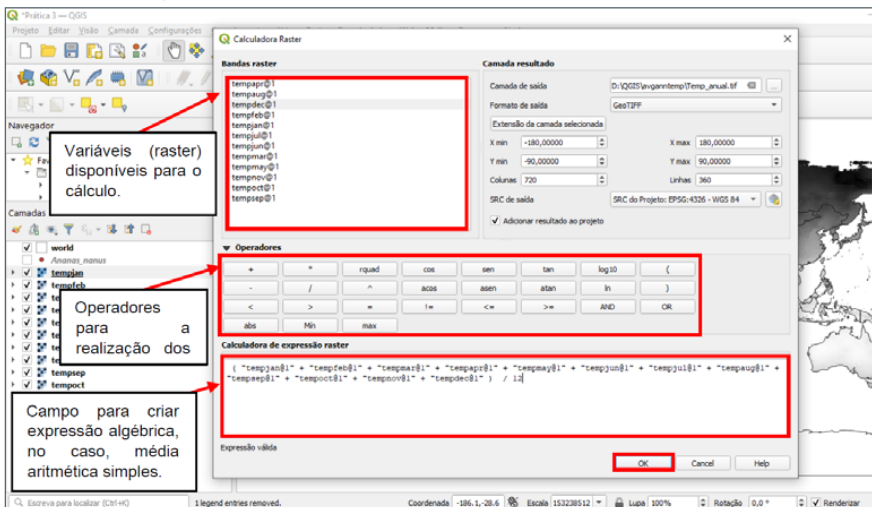 *Prática 3 — QGIS
Projeto Editar Visão Camada Configurações
Calculadora Raster
Bandas raster
tempapr@1
tempaug@1
tempdec@1
tempfeb@1
tempjan@1
tempjul@1
tempjun@1
tempmar@1
tempmay@1
tempnov@1
tempoct@1
tempsep@1
Camada resultado
Camada de saída D:\QGIS\avganntemp\Temp_anual.tif ...
Formato de saída GeoTIFF
Extensão da camada selecionada
X min -180,00000 X max 180,00000
Y min -90,00000 Y max 90,00000
Colunas 720 Linhas 360
SRC de saída SRC do Projeto: EPSG:4326 - WGS 84
Adicionar resultado ao projeto
Operadores
+ * rquad cos sen tan log10 (
- / ^ acos asen atan ln )
< > = != <= >= AND OR
abs Min max
Calculadora de expressão raster
( "tempjan@1" + "tempfeb@1" + "tempmar@1" + "tempapr@1" + "tempmay@1" + "tempjun@1" + "tempjul@1" + "tempaug@1" +
"tempsep@1" + "tempoct@1" + "tempnov@1" + "tempdec@1" ) / 12
Expressão válida
OK Cancel Help
Navegador
Fav
Variáveis (raster)
disponíveis para o
cálculo.
Camadas
world
Ananas_nanus
tempjan
tempfeb
Operadores
para a
realização dos
tempsep
tempoct
Campo para criar
expressão algébrica,
no caso, média
aritmética simples.
Escreva para localizar (Ctrl+K)
1 legend entries removed.
Coordenada -186.1,-28.6 Escala 153238512 Lupa 100% Rotação 0,0 ° Renderizar